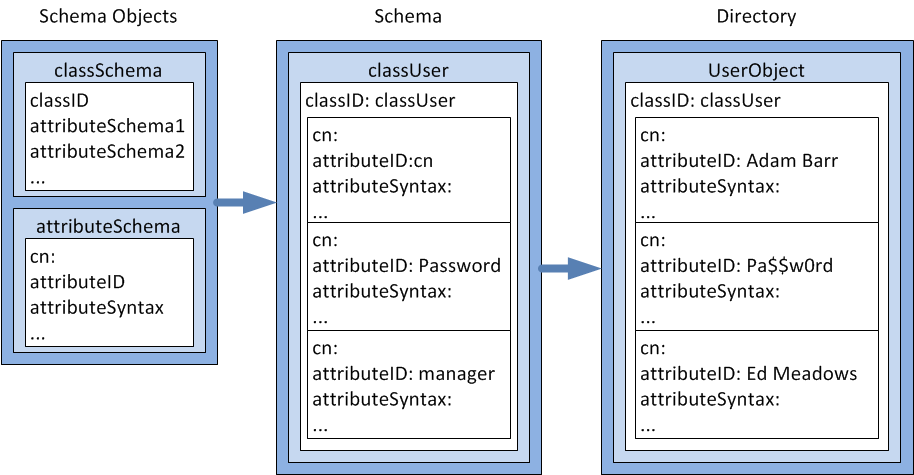 Schema Objects
classSchema
classID
attributeSchema1
attributeSchema2
...
attributeSchema
cn:
attributeID
attributeSyntax
...
Schema
classUser
classID: classUser
cn:
attributeID:cn
attributeSyntax:
...
cn:
attributeID: Password
attributeSyntax:
...
cn:
attributeID: manager
attributeSyntax:
...
Directory
UserObject
classID: classUser
cn:
attributeID: Adam Barr
attributeSyntax:
...
cn:
attributeID: Pa$$w0rd
attributeSyntax:
...
cn:
attributeID: Ed Meadows
attributeSyntax:
...